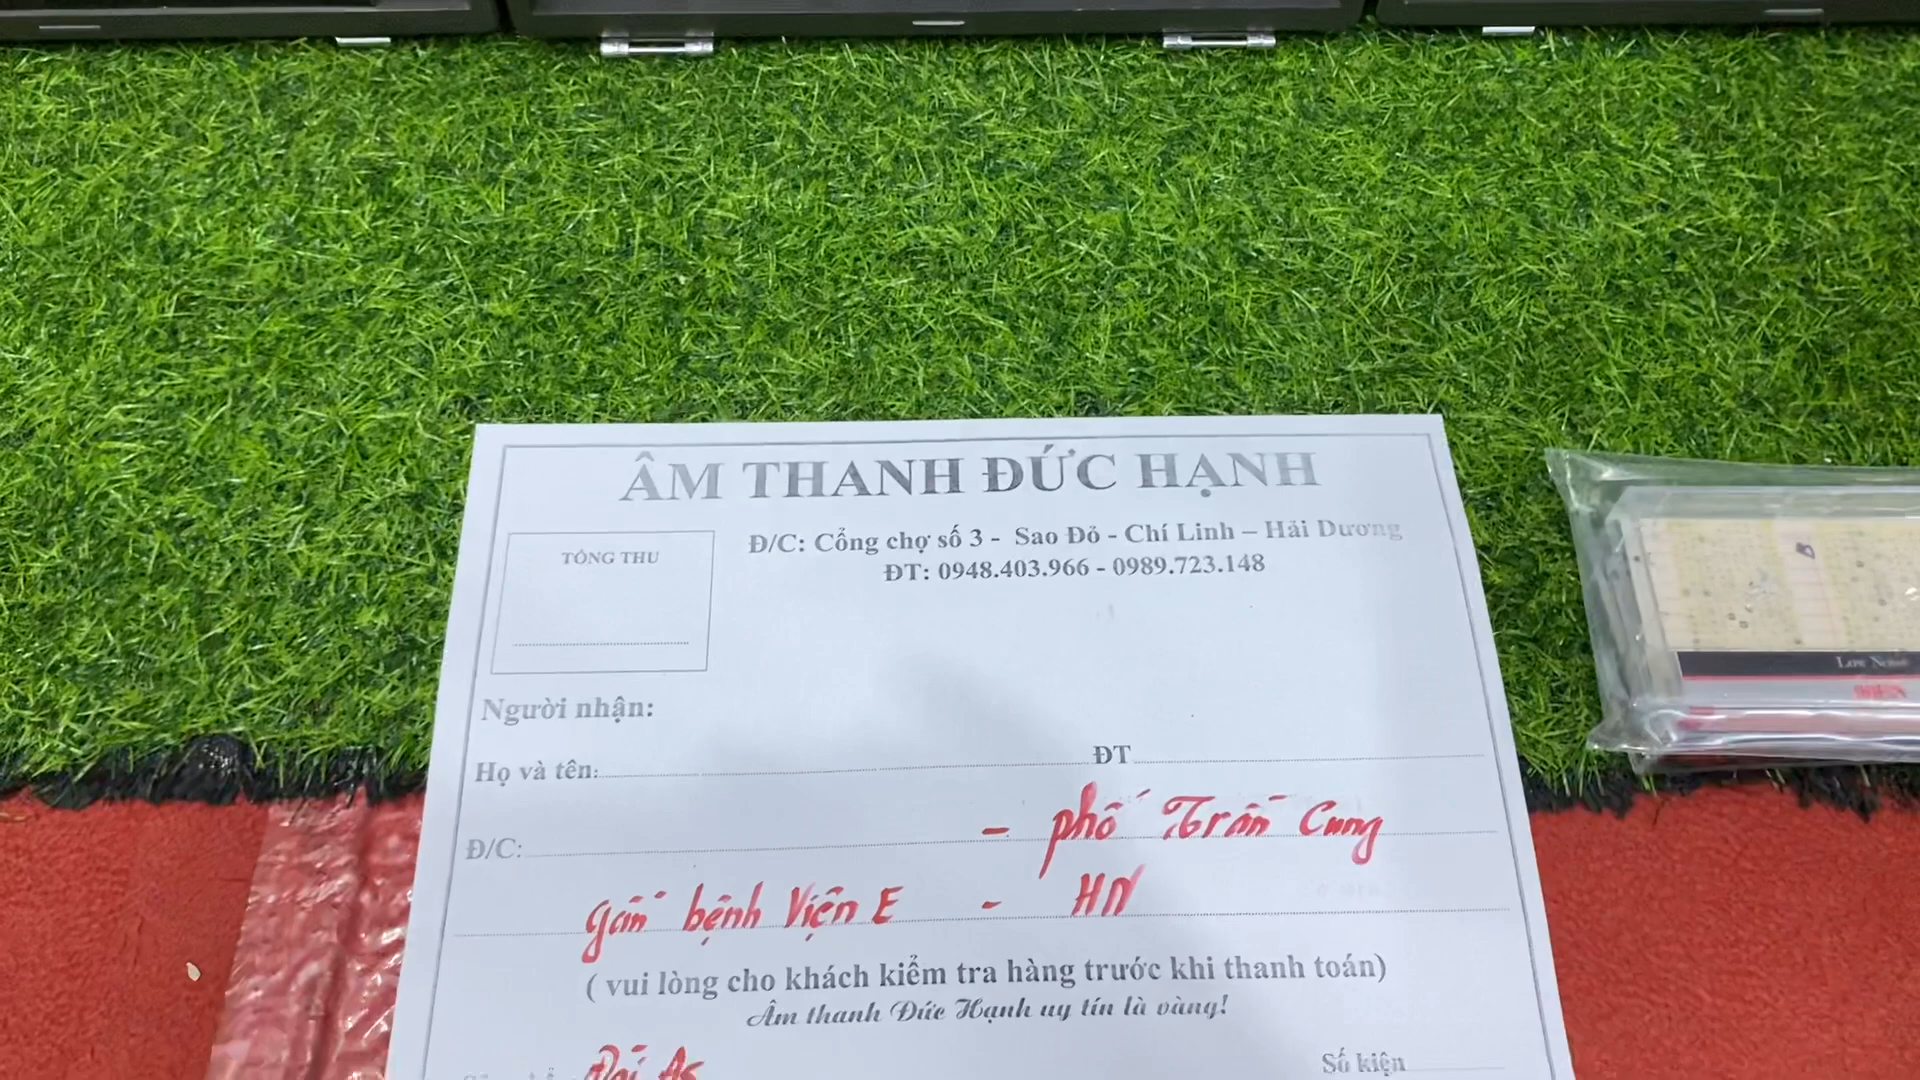 ÂM THANH ĐỨC HẠNH
Đ/C: Cổng chợ số 3 - Sao Đỏ - Chí Linh – Hải Dương
ĐT: 0948.403.966 - 0989.723.148
TỔNG THU
Người nhận:
Họ và tên: ĐT
Đ/C: - phố Trần Cung
gần bệnh Viện E - HN
( vui lòng cho khách kiểm tra hàng trước khi thanh toán)
Âm thanh Đức Hạnh uy tín là vàng!
Số kiện
Low Noise